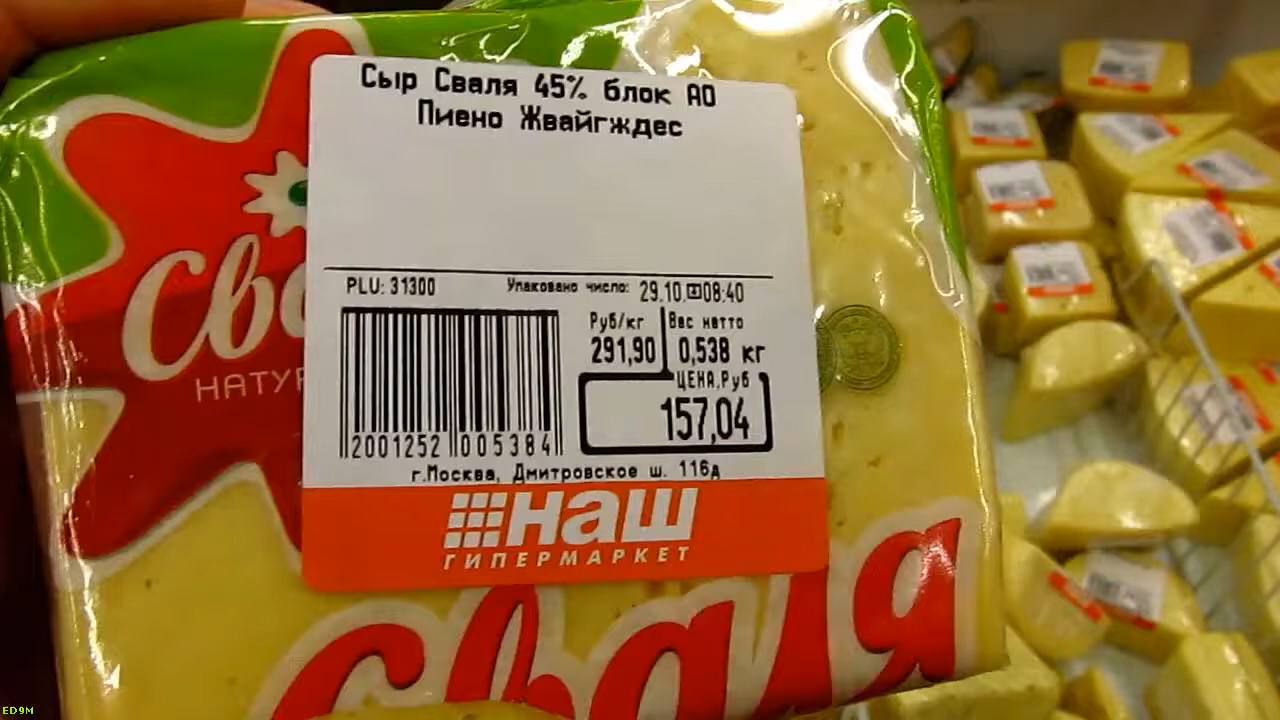 Сыр Сваля 45% блок АО
Пиено Жвайгждес
PLU: 31300
Упаковано число: 29.10. 08:40
Руб/кг
Вес нетто
291,90
0,538 кг
ЦЕНА,Руб
157,04
2001252 005384
г.Москва, Дмитровское ш. 116д
наш
ГИПЕРМАРКЕТ
Сва
НАТУР
сваля
ED9M